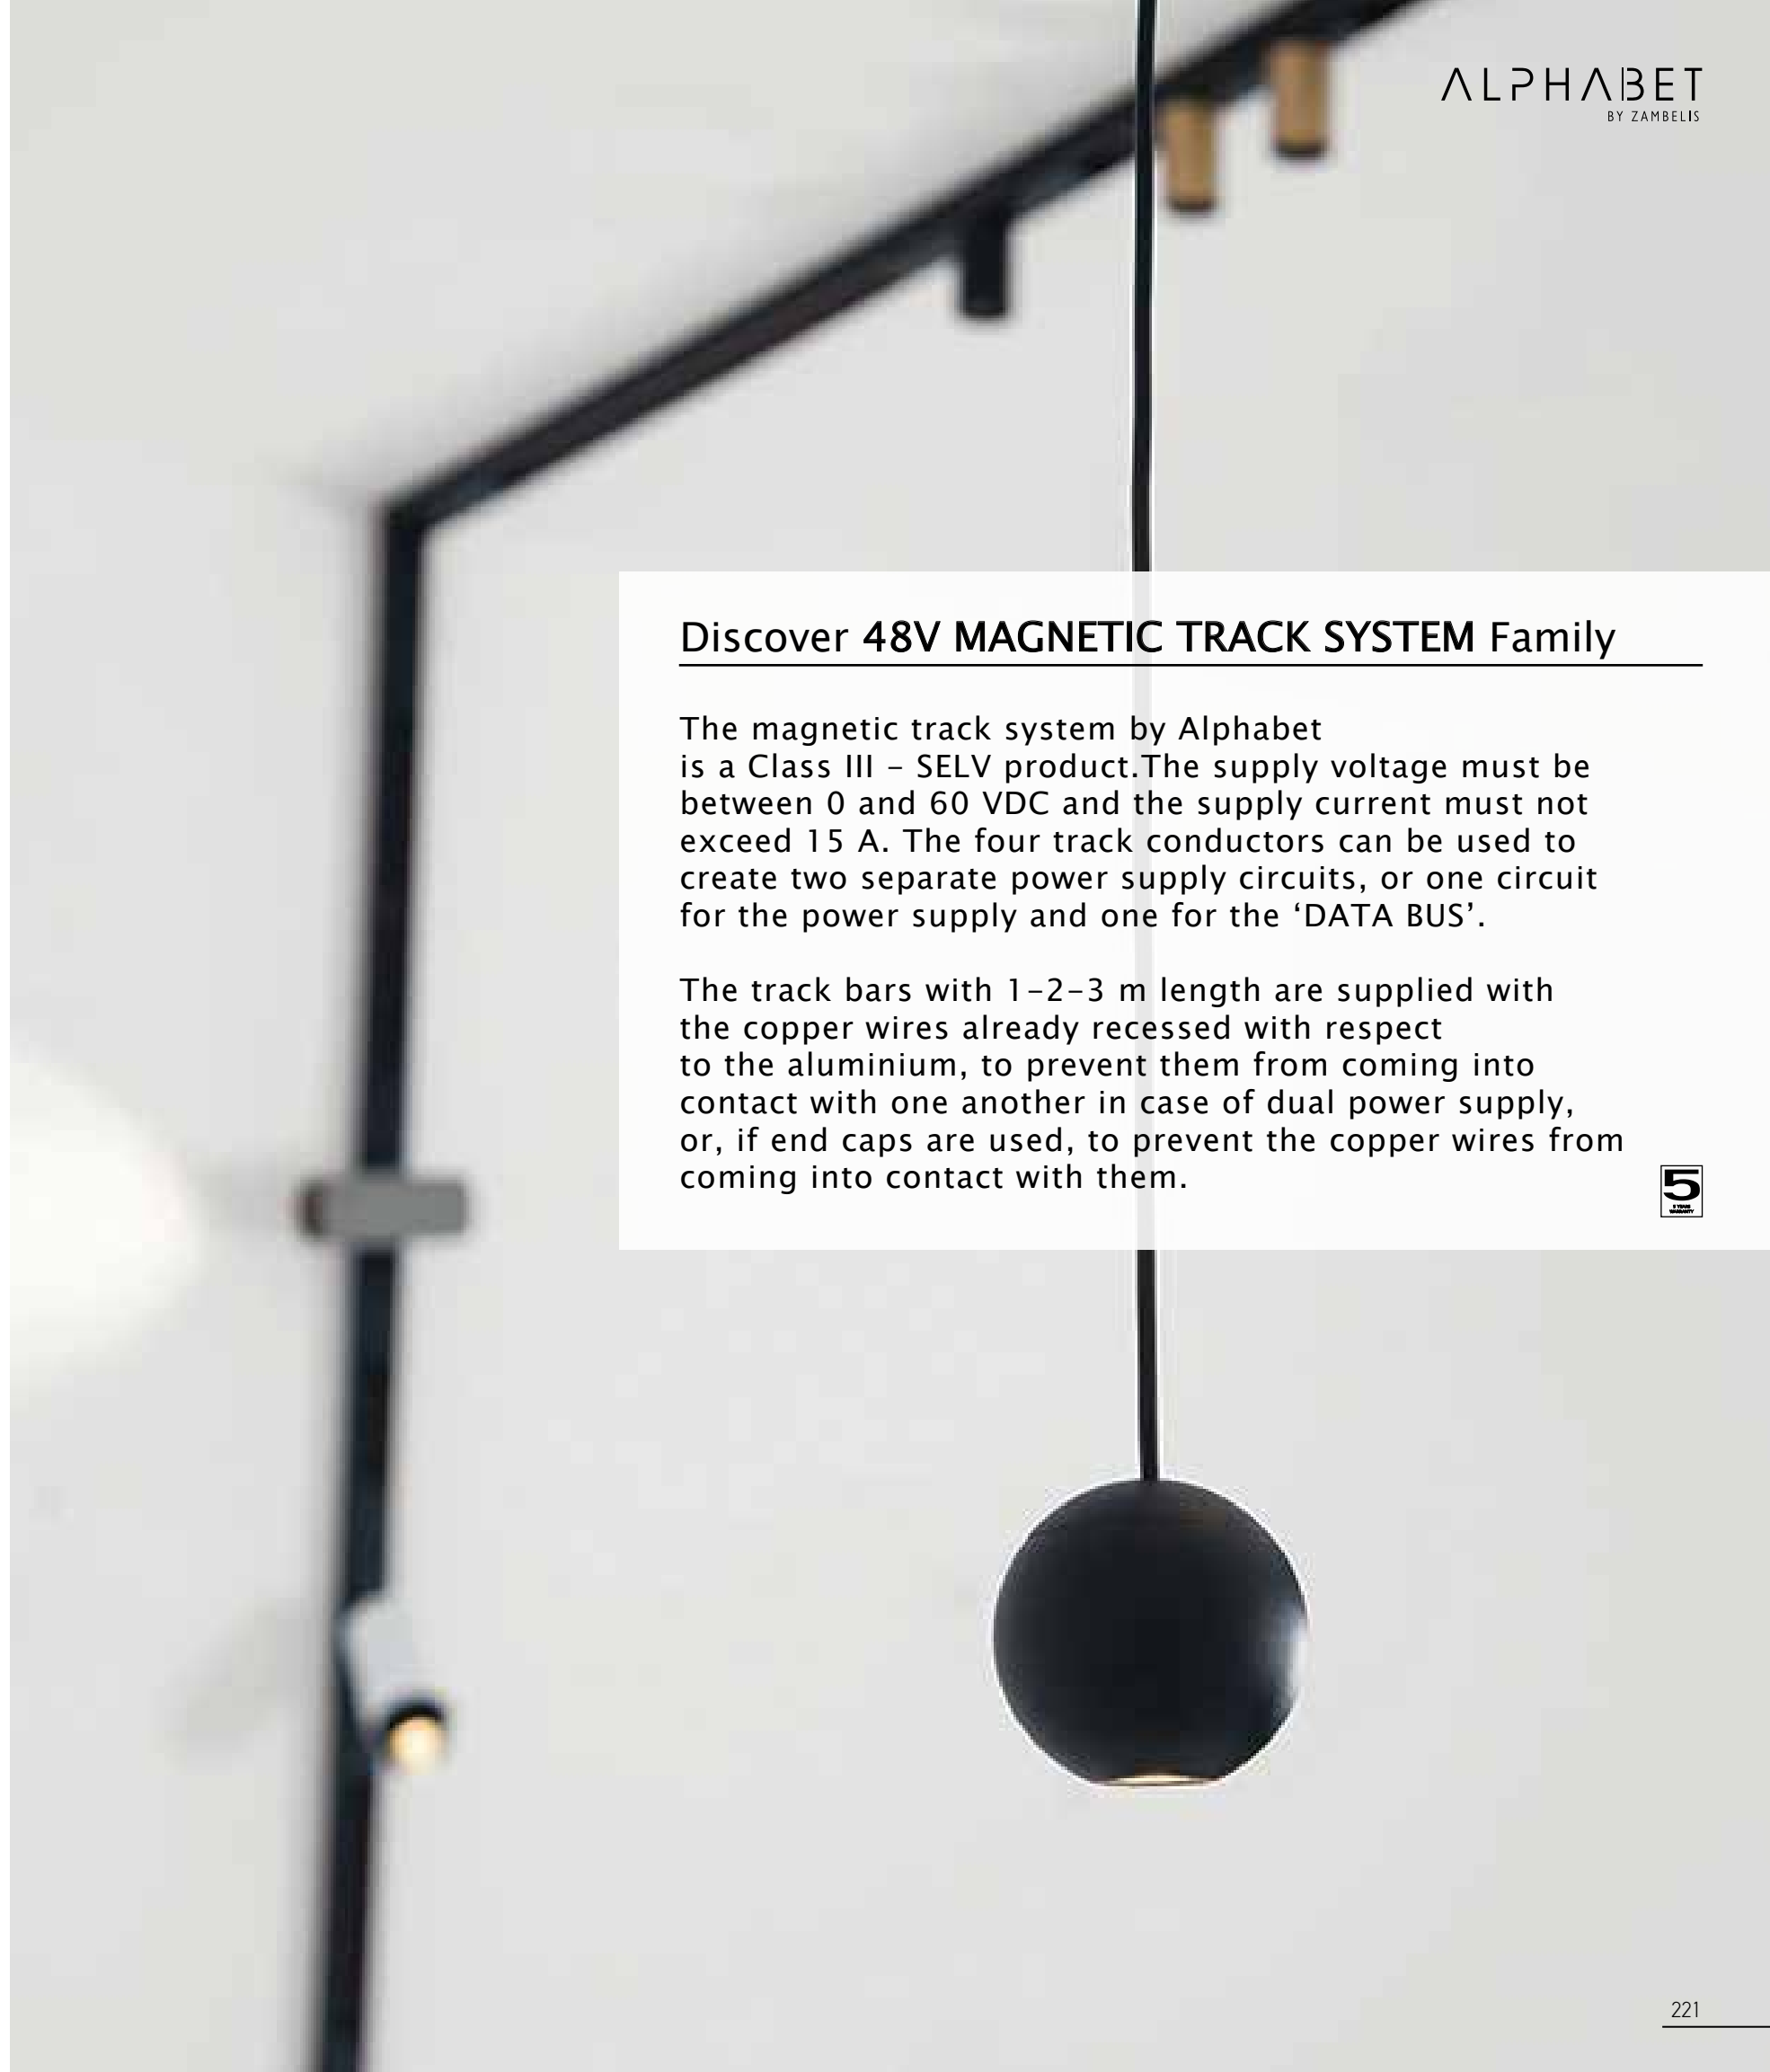 ALPHABET
BY ZAMBELIS
Discover 48V MAGNETIC TRACK SYSTEM Family
The magnetic track system by Alphabet
is a Class III – SELV product.The supply voltage must be
between 0 and 60 VDC and the supply current must not
exceed 15 A. The four track conductors can be used to
create two separate power supply circuits, or one circuit
for the power supply and one for the ‘DATA BUS’.
The track bars with 1–2–3 m length are supplied with
the copper wires already recessed with respect
to the aluminium, to prevent them from coming into
contact with one another in case of dual power supply,
or, if end caps are used, to prevent the copper wires from
coming into contact with them.
5
5 YEARS
WARRANTY
221